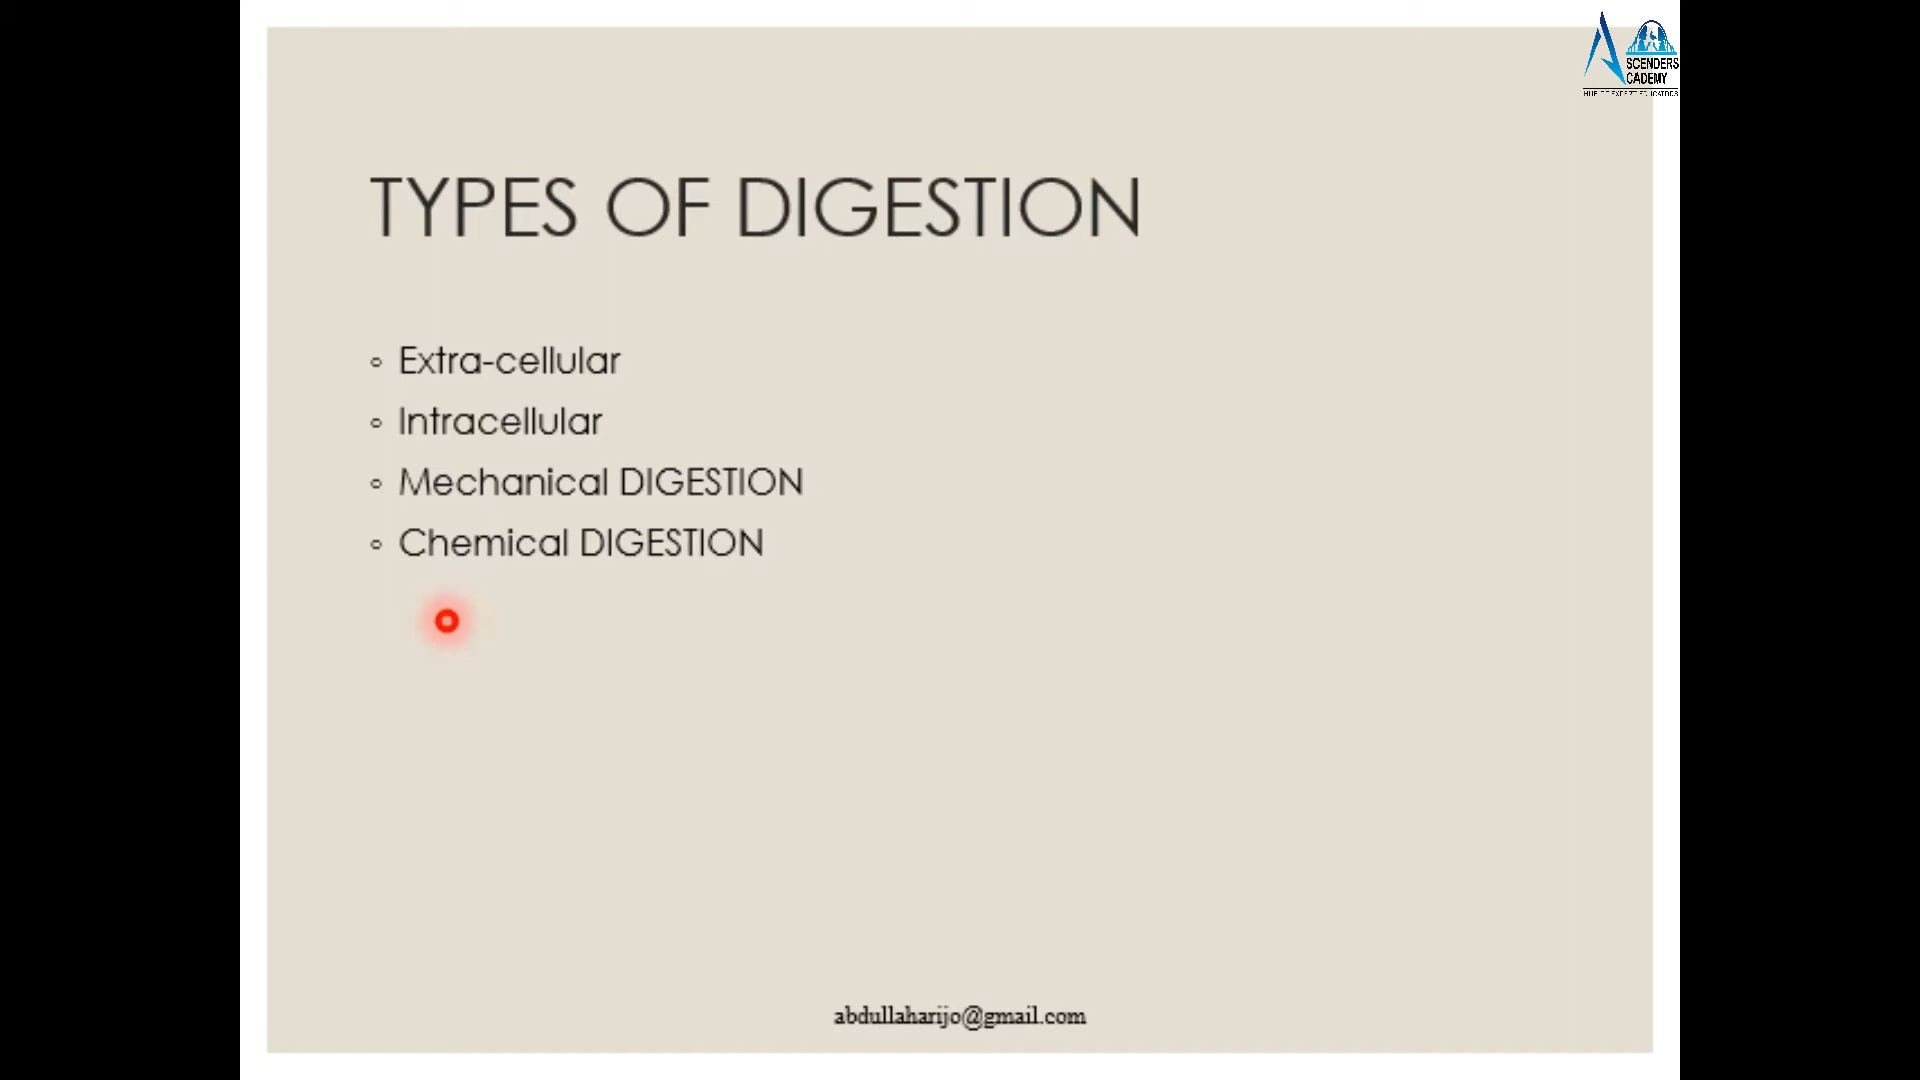 SCENDERS
CADEMY
TYPES OF DIGESTION
◦ Extra-cellular
◦ Intracellular
◦ Mechanical DIGESTION
◦ Chemical DIGESTION
abdullaharijo@gmail.com